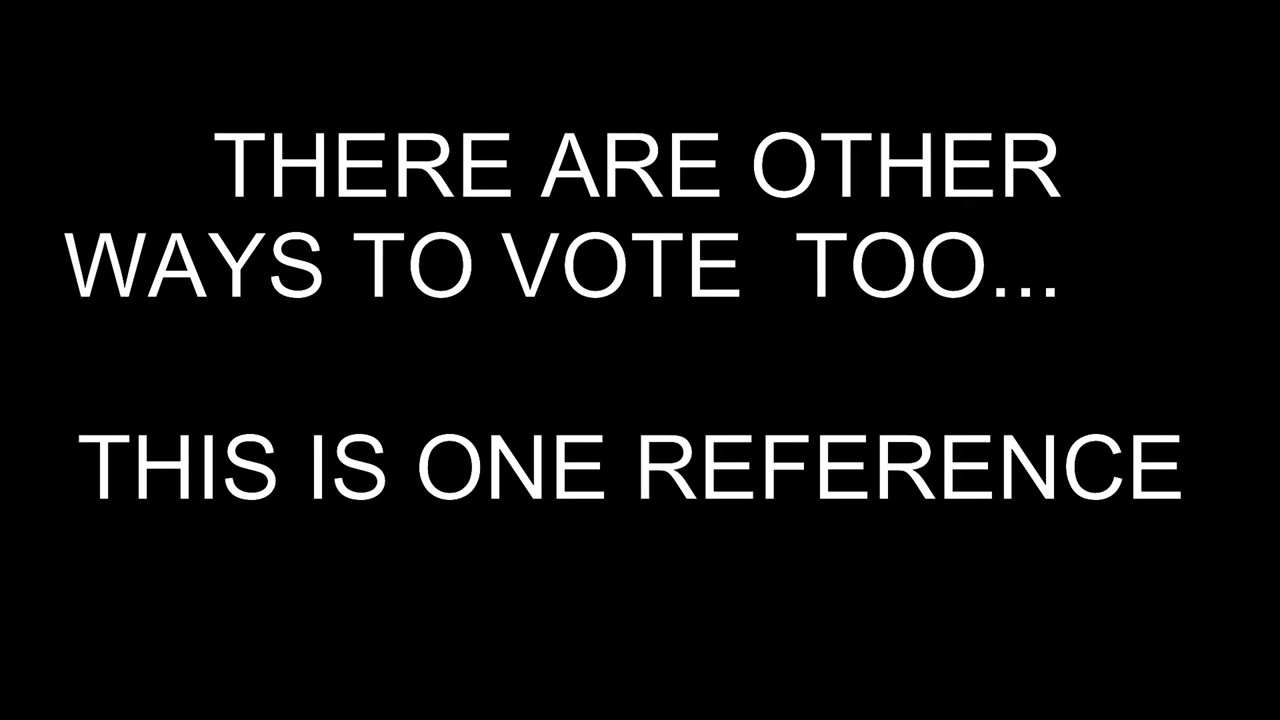 THERE ARE OTHER
WAYS TO VOTE  TOO...
THIS IS ONE REFERENCE